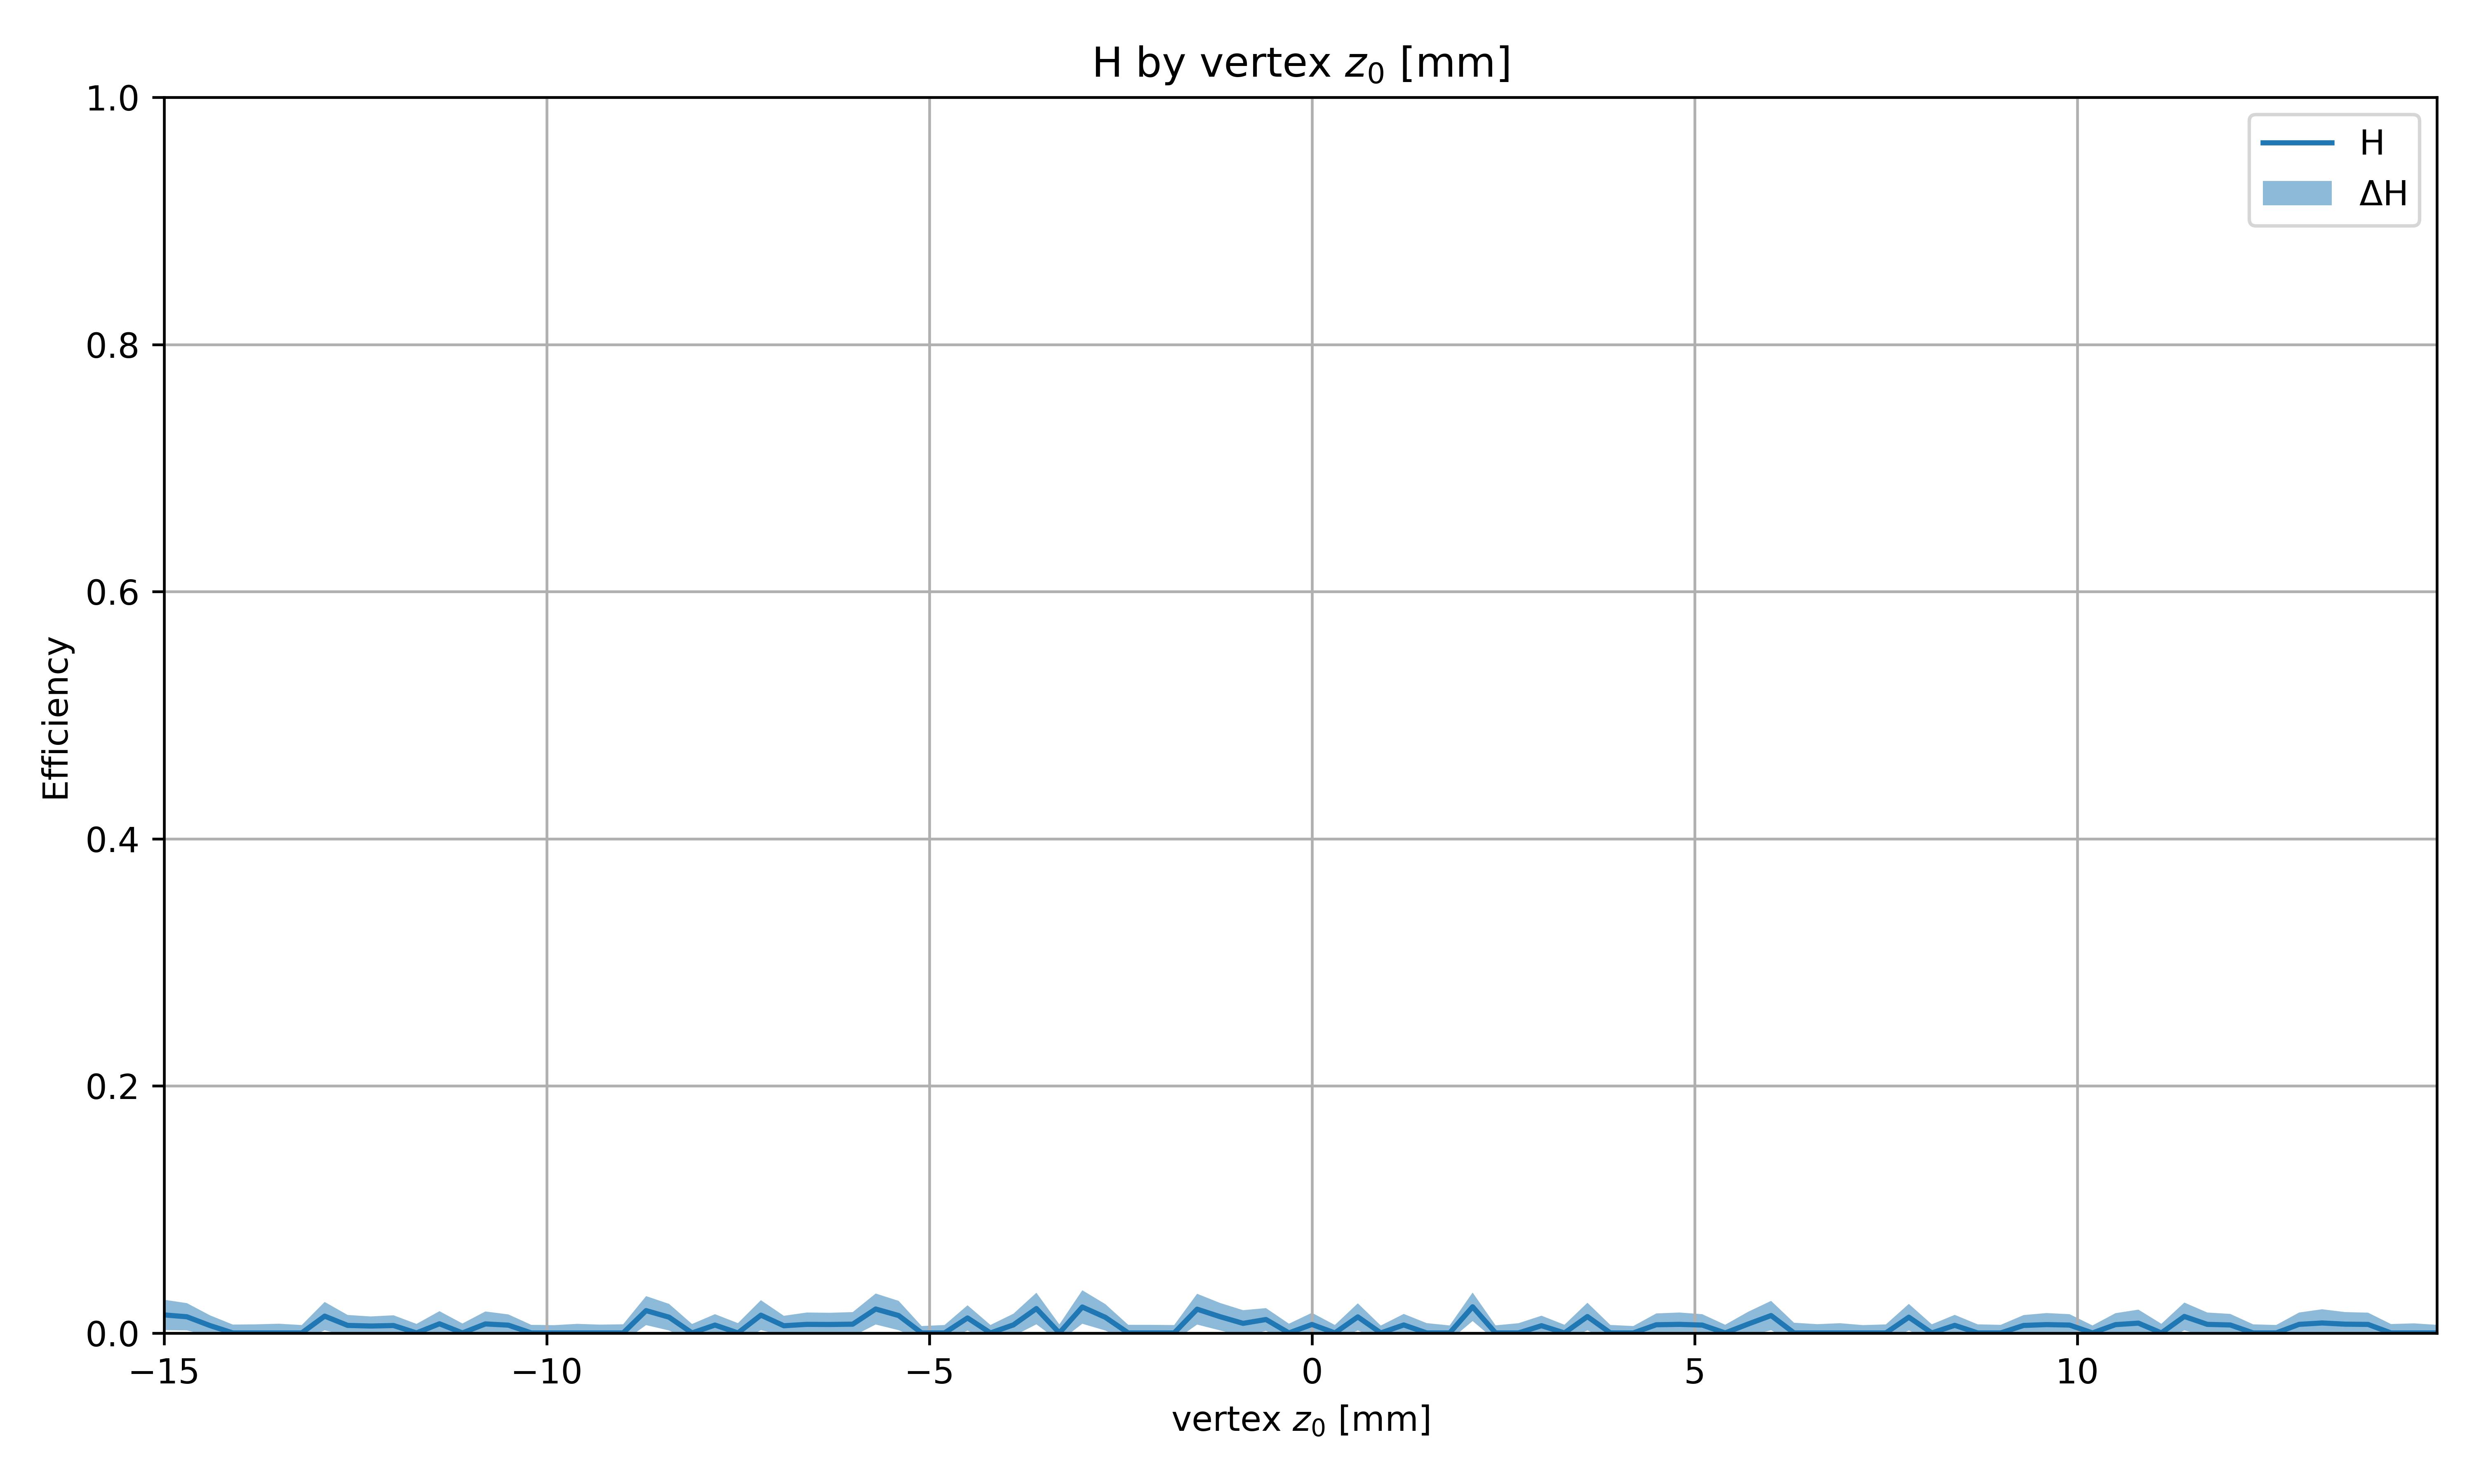 H by vertex z₀ [mm]
1.0
0.8
0.6
0.4
0.2
0.0
Efficiency
H
ΔH
−15
−10
−5
0
5
10
vertex z₀ [mm]